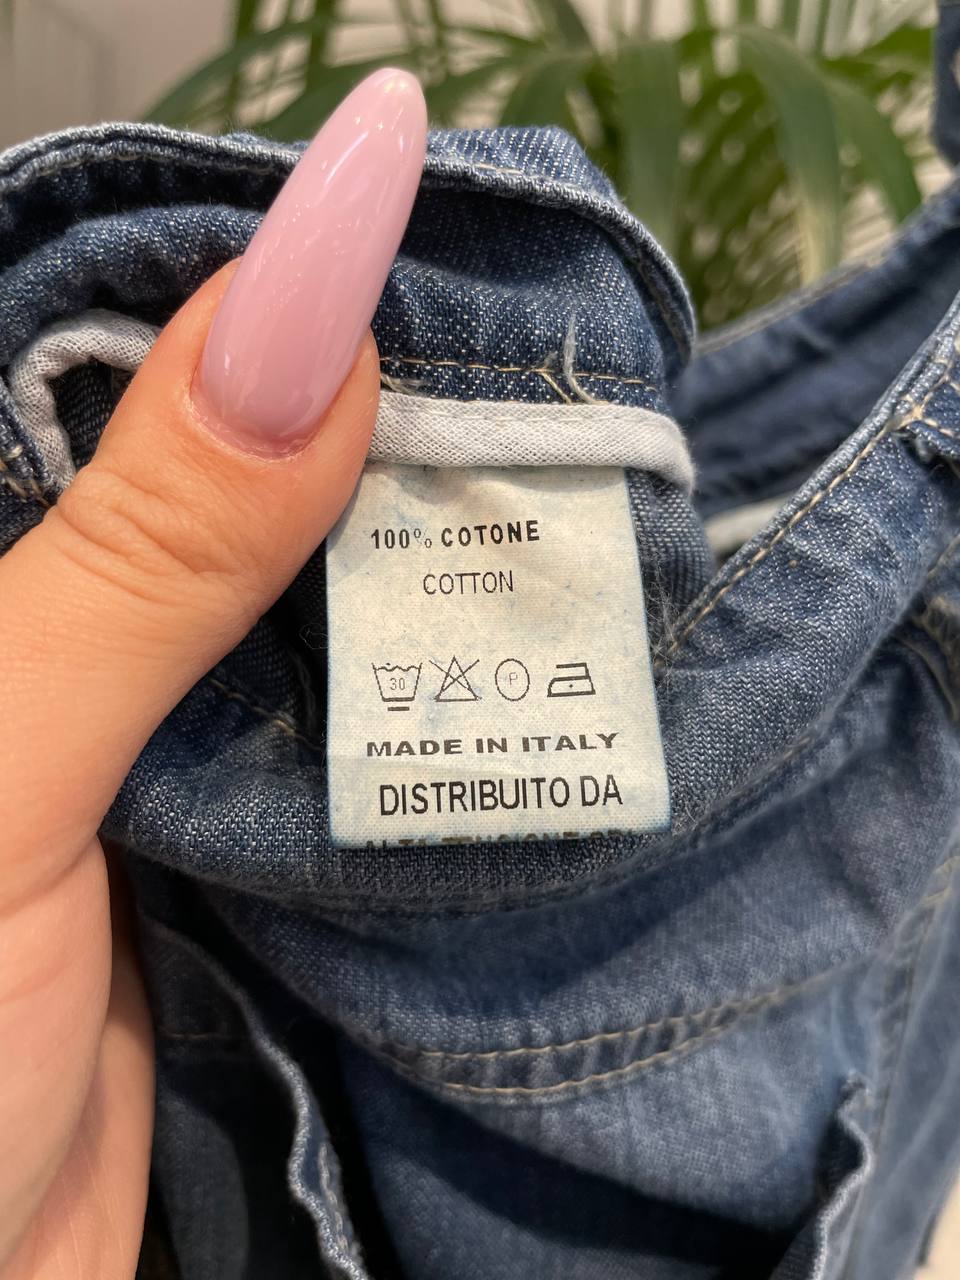 100% COTONE
COTTON
30 P
MADE IN ITALY
DISTRIBUITO DA